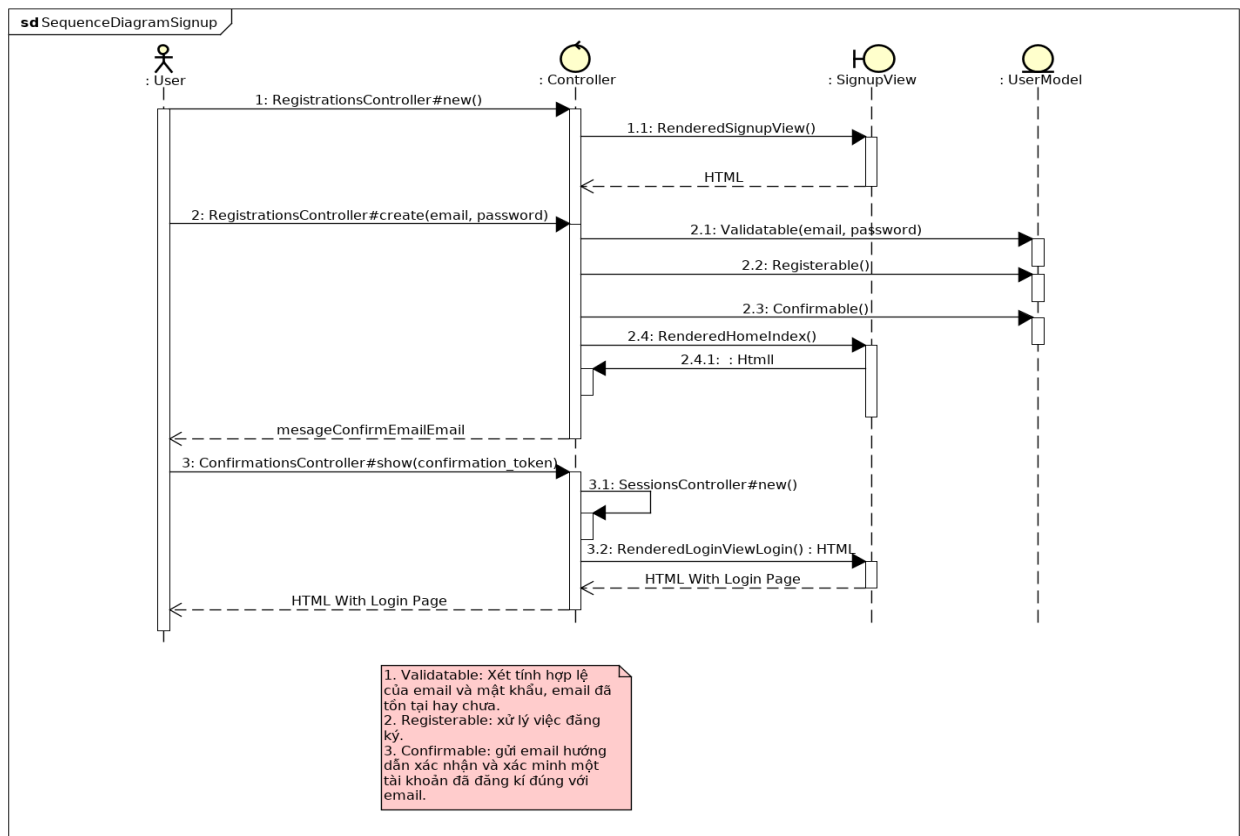 sd SequenceDiagramSignup
: User
: Controller
: SignupView
: UserModel
1: RegistrationsController#new()
1.1: RenderedSignupView()
HTML
2: RegistrationsController#create(email, password)
2.1: Validatable(email, password)
2.2: Registerable()
2.3: Confirmable()
2.4: RenderedHomeIndex()
2.4.1: : Htmll
mesageConfirmEmailEmail
3: ConfirmationsController#show(confirmation_token)
3.1: SessionsController#new()
3.2: RenderedLoginViewLogin() : HTML
HTML With Login Page
HTML With Login Page
1. Validatable: Xét tính hợp lệ
của email và mật khẩu, email đã
tồn tại hay chưa.
2. Registerable: xử lý việc đăng
ký.
3. Confirmable: gửi email hướng
dẫn xác nhận và xác minh một
tài khoản đã đăng kí đúng với
email.